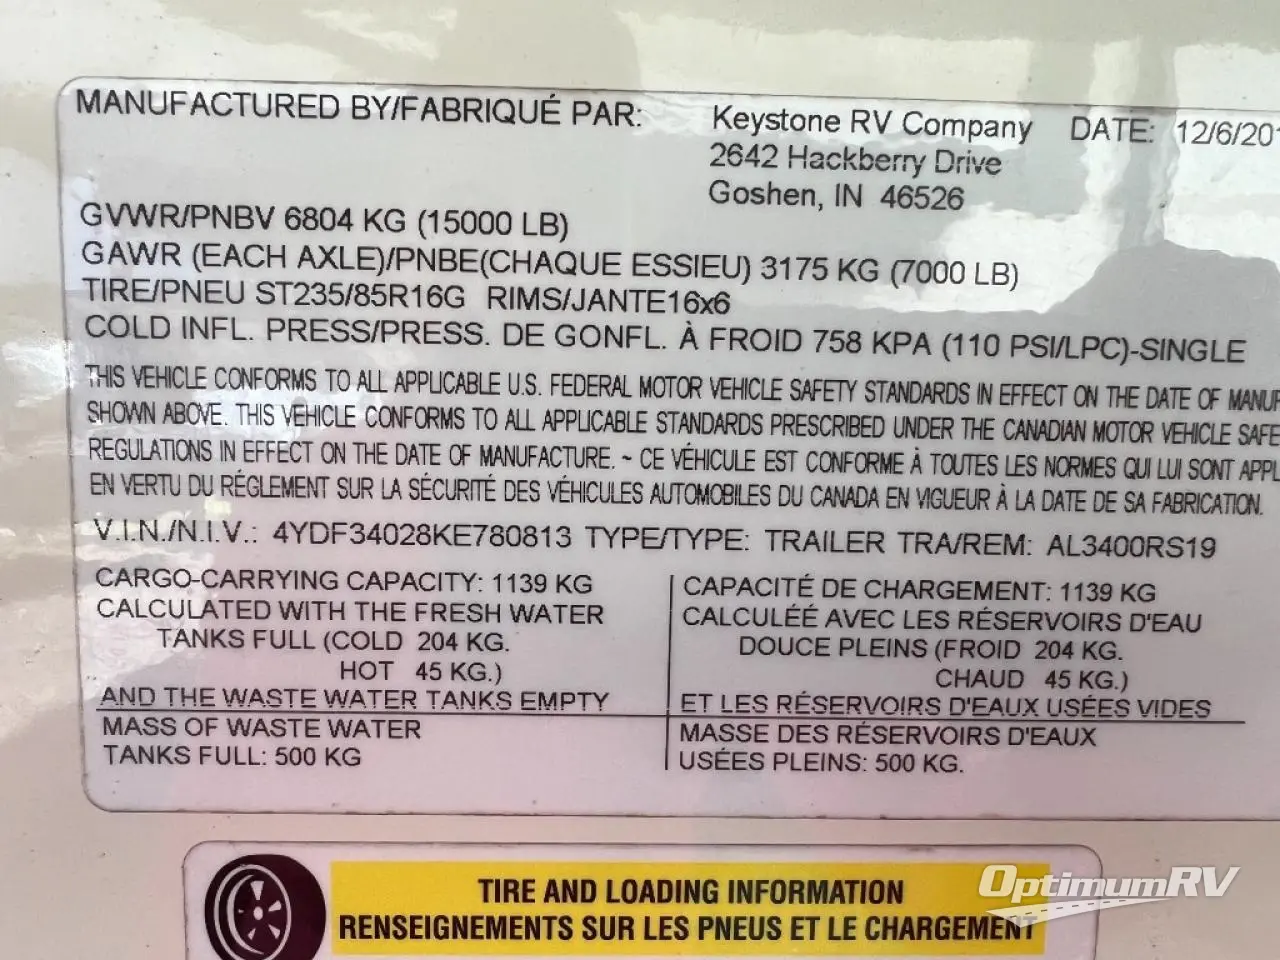 MANUFACTURED BY/FABRIQUÉ PAR: Keystone RV Company DATE: 12/6/201
2642 Hackberry Drive
Goshen, IN 46526
GVWR/PNBV 6804 KG (15000 LB)
GAWR (EACH AXLE)/PNBE(CHAQUE ESSIEU) 3175 KG (7000 LB)
TIRE/PNEU ST235/85R16G RIMS/JANTE16x6
COLD INFL. PRESS/PRESS. DE GONFL. À FROID 758 KPA (110 PSI/LPC)-SINGLE
THIS VEHICLE CONFORMS TO ALL APPLICABLE U.S. FEDERAL MOTOR VEHICLE SAFETY STANDARDS IN EFFECT ON THE DATE OF MANUF
SHOWN ABOVE. THIS VEHICLE CONFORMS TO ALL APPLICABLE STANDARDS PRESCRIBED UNDER THE CANADIAN MOTOR VEHICLE SAFE
REGULATIONS IN EFFECT ON THE DATE OF MANUFACTURE. ~ CE VÉHICULE EST CONFORME À TOUTES LES NORMES QUI LUI SONT APPL
EN VERTU DU RÉGLEMENT SUR LA SÉCURITÉ DES VÉHICULES AUTOMOBILES DU CANADA EN VIGUEUR À LA DATE DE SA FABRICATION.
V.I.N./N.I.V.: 4YDF34028KE780813 TYPE/TYPE: TRAILER TRA/REM: AL3400RS19
CARGO-CARRYING CAPACITY: 1139 KG
CALCULATED WITH THE FRESH WATER
TANKS FULL (COLD 204 KG.
HOT 45 KG.)
AND THE WASTE WATER TANKS EMPTY
MASS OF WASTE WATER
TANKS FULL: 500 KG
CAPACITÉ DE CHARGEMENT: 1139 KG
CALCULÉÉ AVEC LES RÉSERVOIRS D'EAU
DOUCE PLEINS (FROID 204 KG.
CHAUD 45 KG.)
ET LES RÉSERVOIRS D'EAUX USÉES VIDES
MASSE DES RÉSERVOIRS D'EAUX
USÉES PLEINS: 500 KG.
TIRE AND LOADING INFORMATION
RENSEIGNEMENTS SUR LES PNEUS ET LE CHARGEMENT
OptimumRV